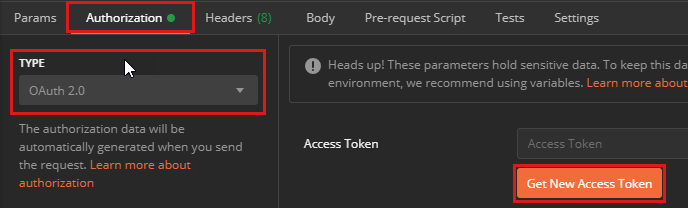 Params Authorization Headers (8) Body Pre-request Script Tests Settings
TYPE
OAuth 2.0
The authorization data will be
automatically generated when you send
the request. Learn more about
authorization
Heads up! These parameters hold sensitive data. To keep this da
environment, we recommend using variables. Learn more about
Access Token Access Token
Get New Access Token